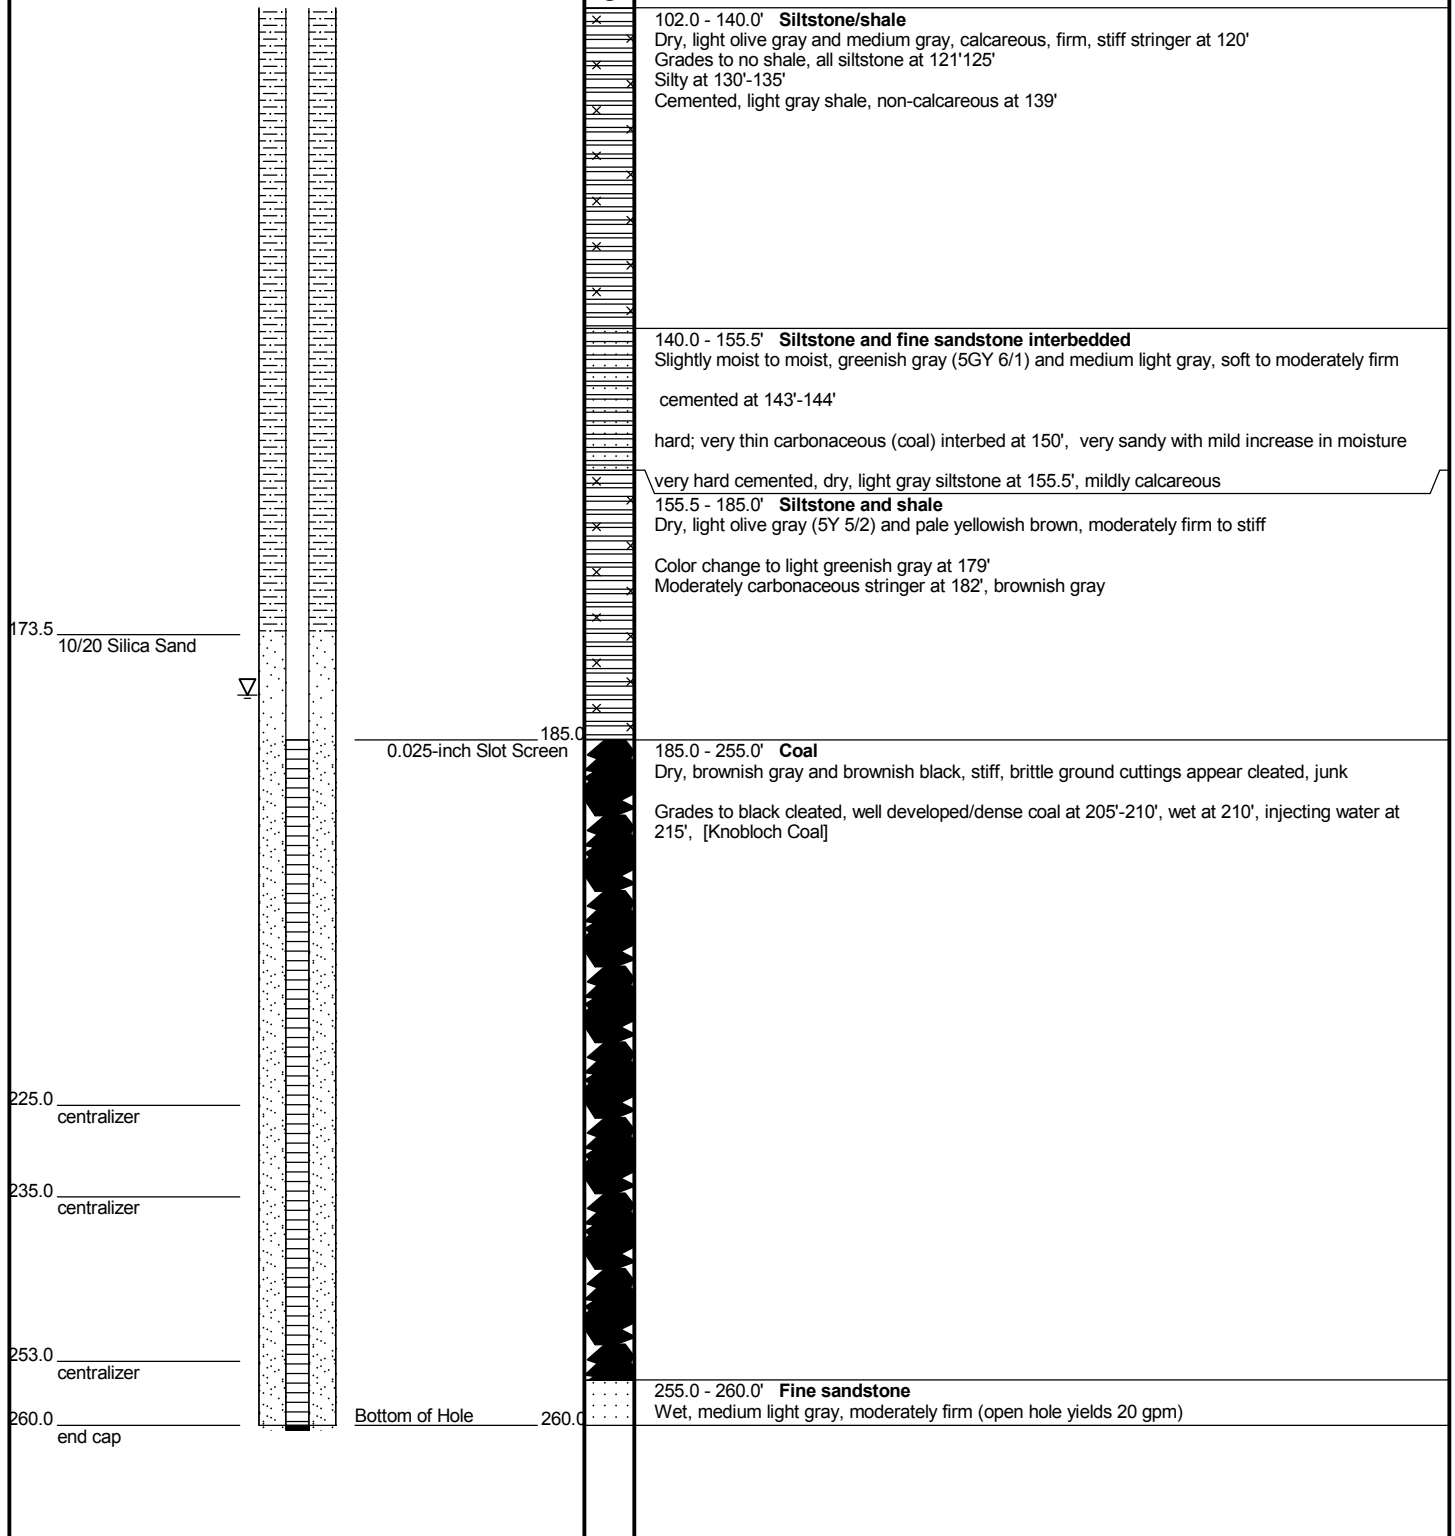 102.0 - 140.0' Siltstone/shale
Dry, light olive gray and medium gray, calcareous, firm, stiff stringer at 120'
Grades to no shale, all siltstone at 121'125'
Silty at 130'-135'
Cemented, light gray shale, non-calcareous at 139'
140.0 - 155.5' Siltstone and fine sandstone interbedded
Slightly moist to moist, greenish gray (5GY 6/1) and medium light gray, soft to moderately firm
cemented at 143'-144'
hard; very thin carbonaceous (coal) interbed at 150', very sandy with mild increase in moisture
very hard cemented, dry, light gray siltstone at 155.5', mildly calcareous
155.5 - 185.0' Siltstone and shale
Dry, light olive gray (5Y 5/2) and pale yellowish brown, moderately firm to stiff
Color change to light greenish gray at 179'
Moderately carbonaceous stringer at 182', brownish gray
173.5
10/20 Silica Sand
185.0
0.025-inch Slot Screen
185.0 - 255.0' Coal
Dry, brownish gray and brownish black, stiff, brittle ground cuttings appear cleated, junk
Grades to black cleated, well developed/dense coal at 205'-210', wet at 210', injecting water at
215', [Knobloch Coal]
225.0
centralizer
235.0
centralizer
253.0
centralizer
255.0 - 260.0' Fine sandstone
Wet, medium light gray, moderately firm (open hole yields 20 gpm)
260.0
end cap
Bottom of Hole 260.0